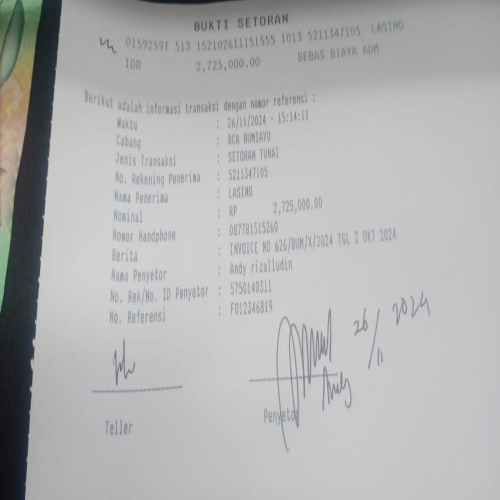 BUKTI SETORAN
0159259T 513 152102611151555 1013 5211347105 LASINO
IDR 2,725,000.00 BEBAS BIAYA ADM
Berikut adalah informasi transaksi dengan nomor referensi :
Waktu : 26/11/2024 - 15:14:11
Cabang : BCA BUMIAYU
Jenis Transaksi : SETORAN TUNAI
No. Rekening Penerima : 5211347105
Nama Penerima : LASINO
Nominal : RP 2,725,000.00
Nomor Handphone : 087781515260
Berita : INVOICE NO 626/BUM/X/2024 TGL 2 OKT 2024
Nama Penyetor : Andy rizalludin
No. Rek/No. ID Penyetor : 5750140311
No. Referensi : F012346819
26/11 2024
Andy
Teller Penyetor